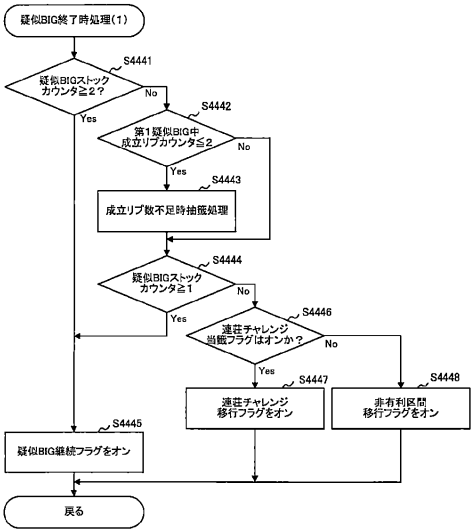 疑似BIG終了時処理(1)
S4441
疑似BIGストック
カウンタ≧2?
No
Yes
S4442
第1疑似BIG中
成立リプカウンタ≦2
No
Yes
S4443
成立リプ数不足時抽籤処理
S4444
疑似BIGストック
カウンタ≧1
No
Yes
S4446
連荘チャレンジ
当籤フラグはオンか?
No
Yes
S4447
連荘チャレンジ
移行フラグをオン
S4448
非有利区間
移行フラグをオン
S4445
疑似BIG継続フラグをオン
戻る